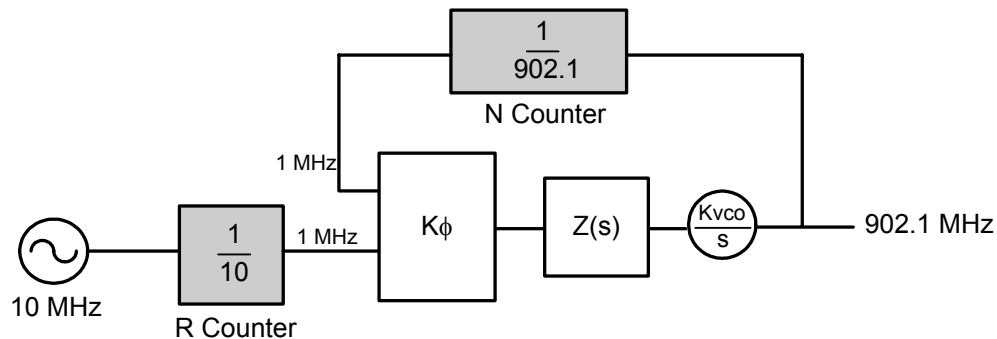 1
902.1
N Counter
1 MHz
Kϕ
Z(s)
Kvco
s
902.1 MHz
1
10
1 MHz
10 MHz
R Counter